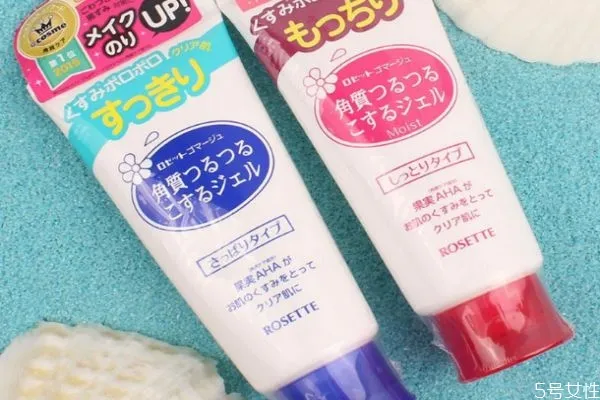 @cosme
第1位
2015
メイク
のり
UP!
くすみポロポロ
クリア肌
すっきり
ロゼットゴマージュ
角質つるつる
こするジェル
さっぱりタイプ
果実AHAが
お肌のくすみをとって
クリア肌に
ROSETTE
もっちり
ロゼットゴマージュ
角質つるつる
こするジェル
Moist
しっとりタイプ
果実AHAが
お肌のくすみをとって
クリア肌に
ROSETTE
5号女性